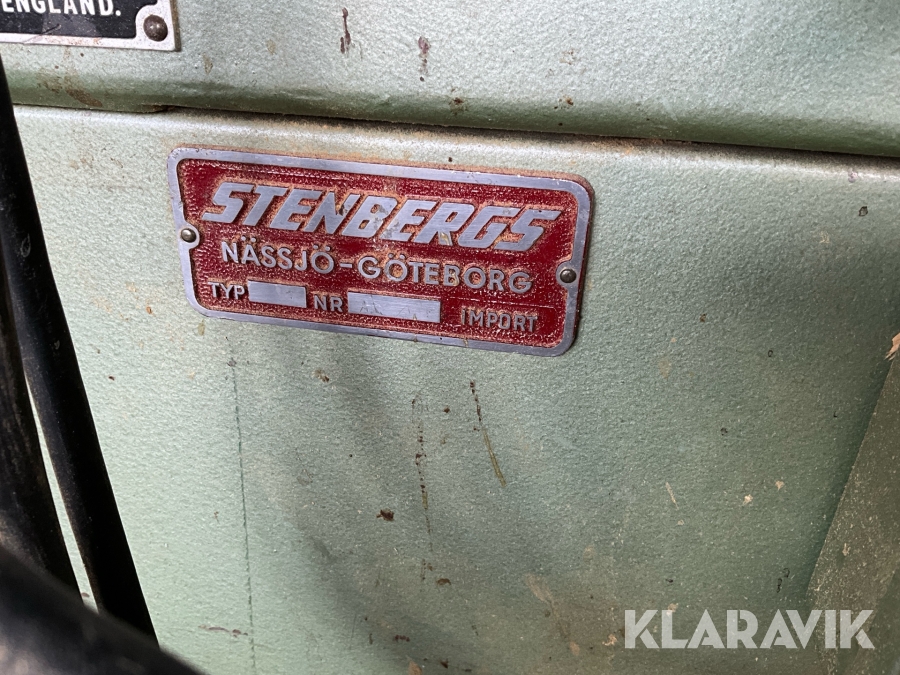 ENGLAND.
STENBERGS
NÄSSJÖ-GÖTEBORG
TYP NR IMPORT
KLARAVIK